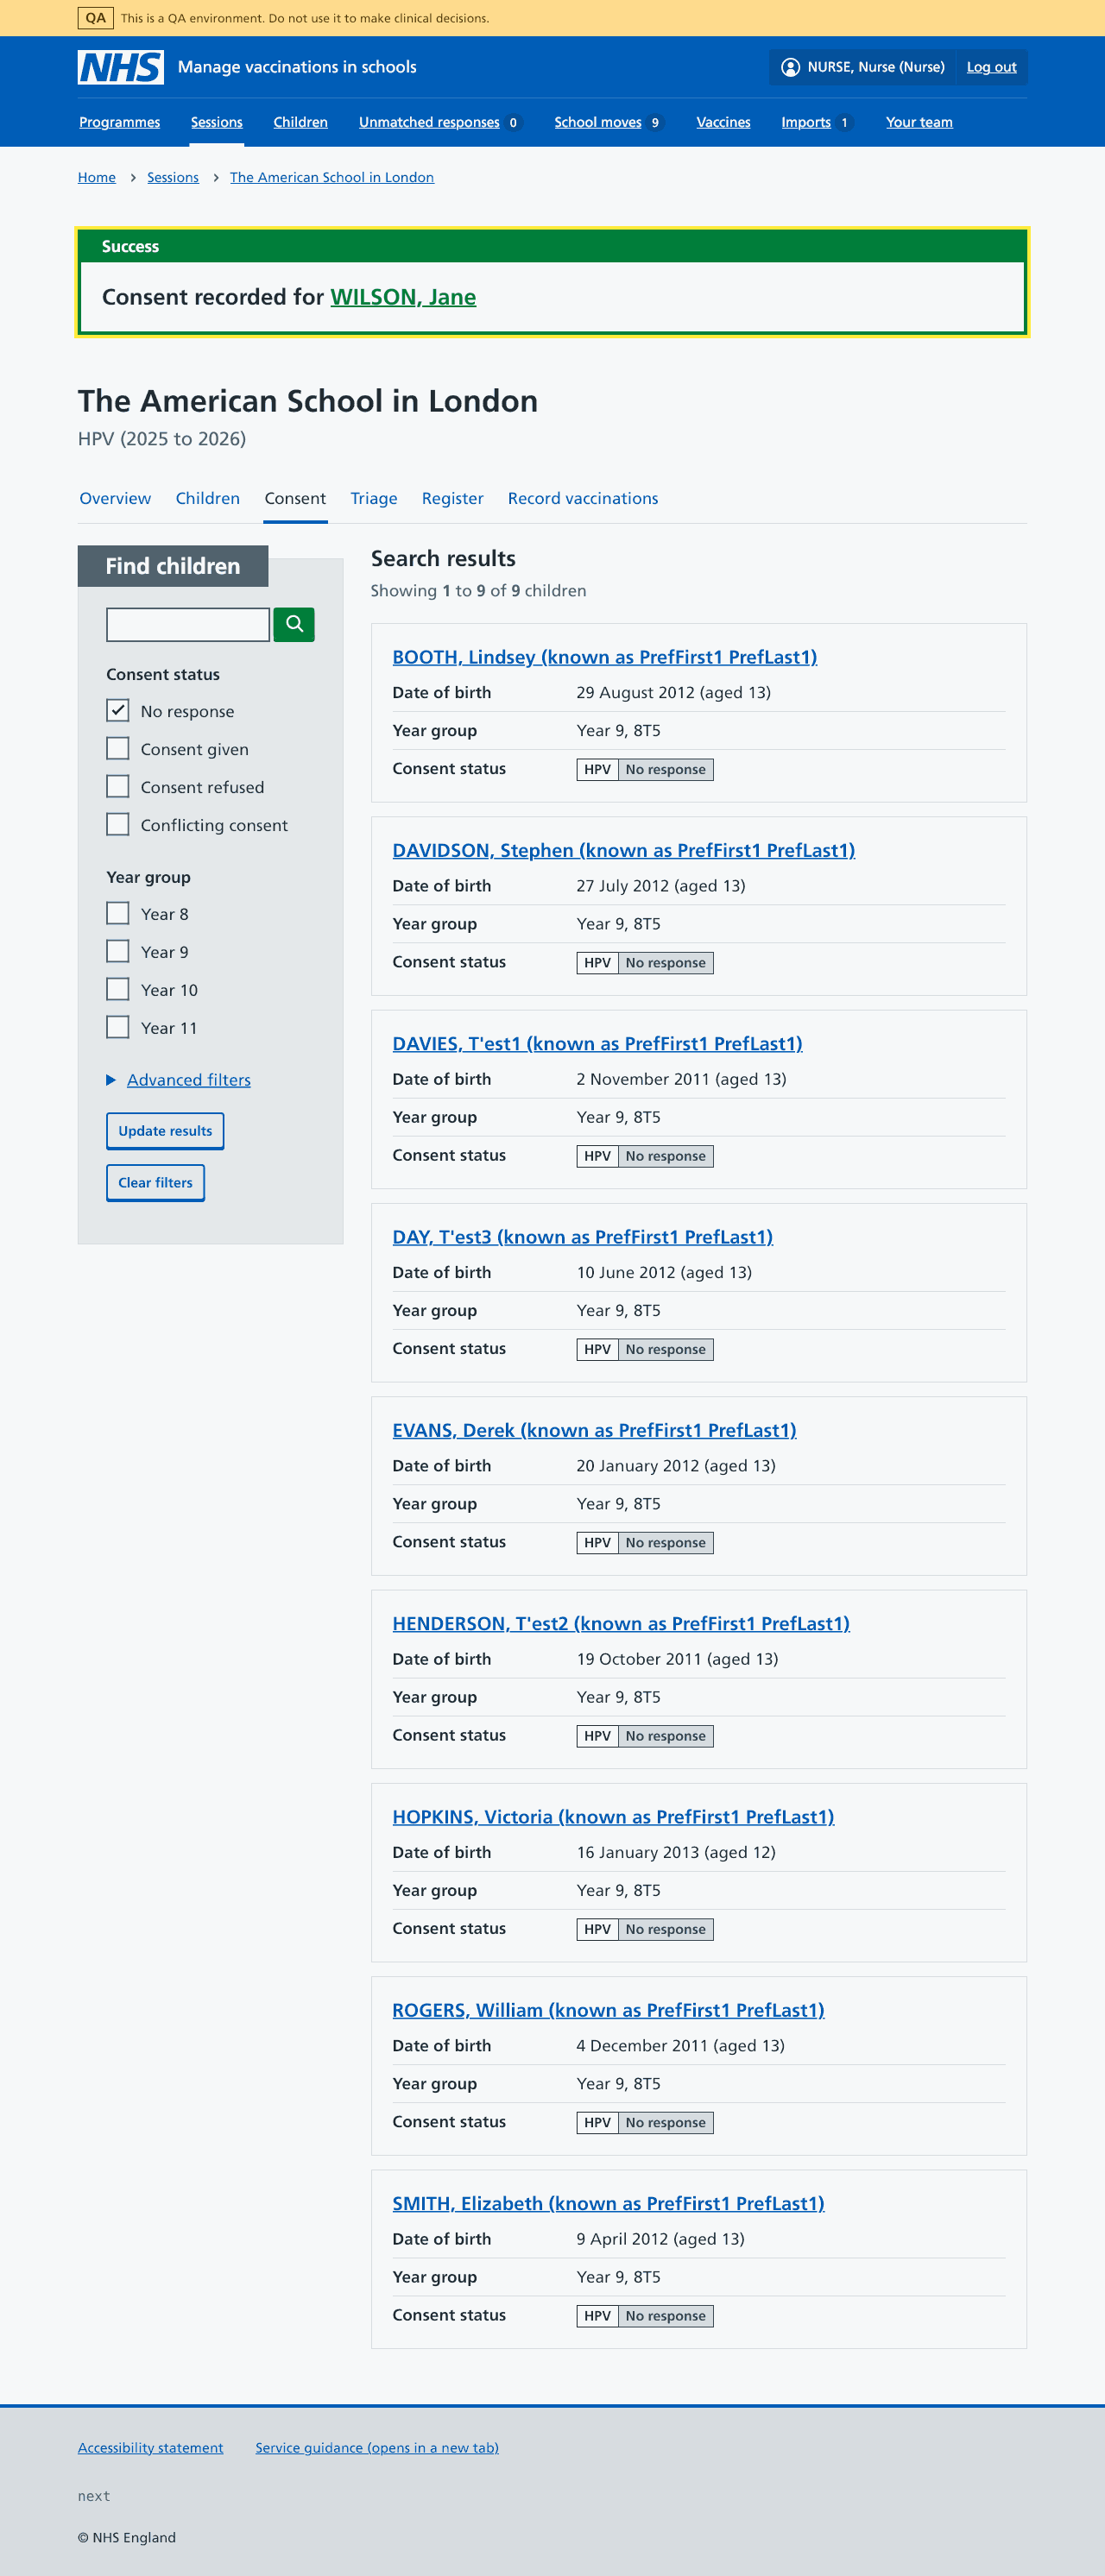 QA This is a QA environment. Do not use it to make clinical decisions.
NHS Manage vaccinations in schools NURSE, Nurse (Nurse) Log out
Programmes Sessions Children Unmatched responses 0 School moves 9 Vaccines Imports 1 Your team
Home > Sessions > The American School in London
Success
Consent recorded for WILSON, Jane
The American School in London
HPV (2025 to 2026)
Overview Children Consent Triage Register Record vaccinations
Find children
Consent status
No response
Consent given
Consent refused
Conflicting consent
Year group
Year 8
Year 9
Year 10
Year 11
Advanced filters
Update results
Clear filters
Search results
Showing 1 to 9 of 9 children
BOOTH, Lindsey (known as PrefFirst1 PrefLast1)
Date of birth 29 August 2012 (aged 13)
Year group Year 9, 8T5
Consent status HPV No response
DAVIDSON, Stephen (known as PrefFirst1 PrefLast1)
Date of birth 27 July 2012 (aged 13)
Year group Year 9, 8T5
Consent status HPV No response
DAVIES, T'est1 (known as PrefFirst1 PrefLast1)
Date of birth 2 November 2011 (aged 13)
Year group Year 9, 8T5
Consent status HPV No response
DAY, T'est3 (known as PrefFirst1 PrefLast1)
Date of birth 10 June 2012 (aged 13)
Year group Year 9, 8T5
Consent status HPV No response
EVANS, Derek (known as PrefFirst1 PrefLast1)
Date of birth 20 January 2012 (aged 13)
Year group Year 9, 8T5
Consent status HPV No response
HENDERSON, T'est2 (known as PrefFirst1 PrefLast1)
Date of birth 19 October 2011 (aged 13)
Year group Year 9, 8T5
Consent status HPV No response
HOPKINS, Victoria (known as PrefFirst1 PrefLast1)
Date of birth 16 January 2013 (aged 12)
Year group Year 9, 8T5
Consent status HPV No response
ROGERS, William (known as PrefFirst1 PrefLast1)
Date of birth 4 December 2011 (aged 13)
Year group Year 9, 8T5
Consent status HPV No response
SMITH, Elizabeth (known as PrefFirst1 PrefLast1)
Date of birth 9 April 2012 (aged 13)
Year group Year 9, 8T5
Consent status HPV No response
Accessibility statement Service guidance (opens in a new tab)
next
© NHS England